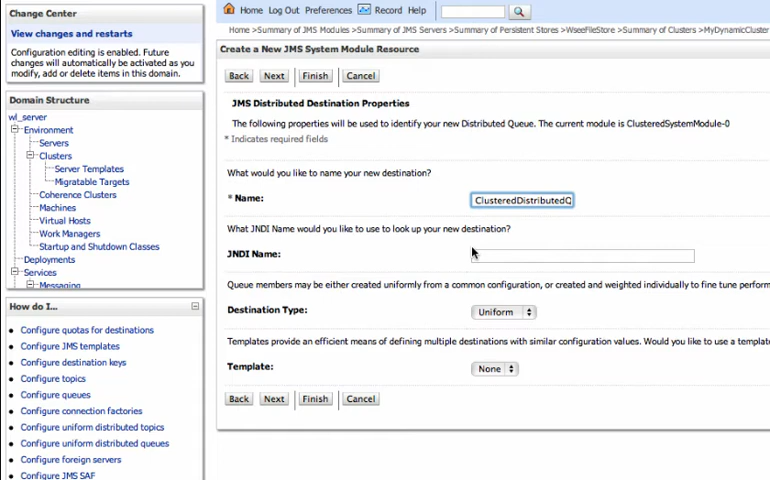 Change Center
View changes and restarts
Configuration editing is enabled. Future
changes will automatically be activated as you
modify, add or delete items in this domain.
Domain Structure
wl_server
Environment
Servers
Clusters
Server Templates
Migratable Targets
Coherence Clusters
Machines
Virtual Hosts
Work Managers
Startup and Shutdown Classes
Deployments
Services
Messaging
How do I...
Configure quotas for destinations
Configure JMS templates
Configure destination keys
Configure topics
Configure queues
Configure connection factories
Configure uniform distributed topics
Configure uniform distributed queues
Configure foreign servers
Configure JMS SAF
Home Log Out Preferences Record Help
Home >Summary of JMS Modules >Summary of JMS Servers >Summary of Persistent Stores >WseeFileStore >Summary of Clusters >MyDynamicCluster
Create a New JMS System Module Resource
Back Next Finish Cancel
JMS Distributed Destination Properties
The following properties will be used to identify your new Distributed Queue. The current module is ClusteredSystemModule-0
* Indicates required fields
What would you like to name your new destination?
* Name: ClusteredDistributedQ
What JNDI Name would you like to use to look up your new destination?
JNDI Name:
Queue members may be either created uniformly from a common configuration, or created and weighted individually to fine tune perform
Destination Type: Uniform
Templates provide an efficient means of defining multiple destinations with similar configuration values. Would you like to use a template
Template: None
Back Next Finish Cancel